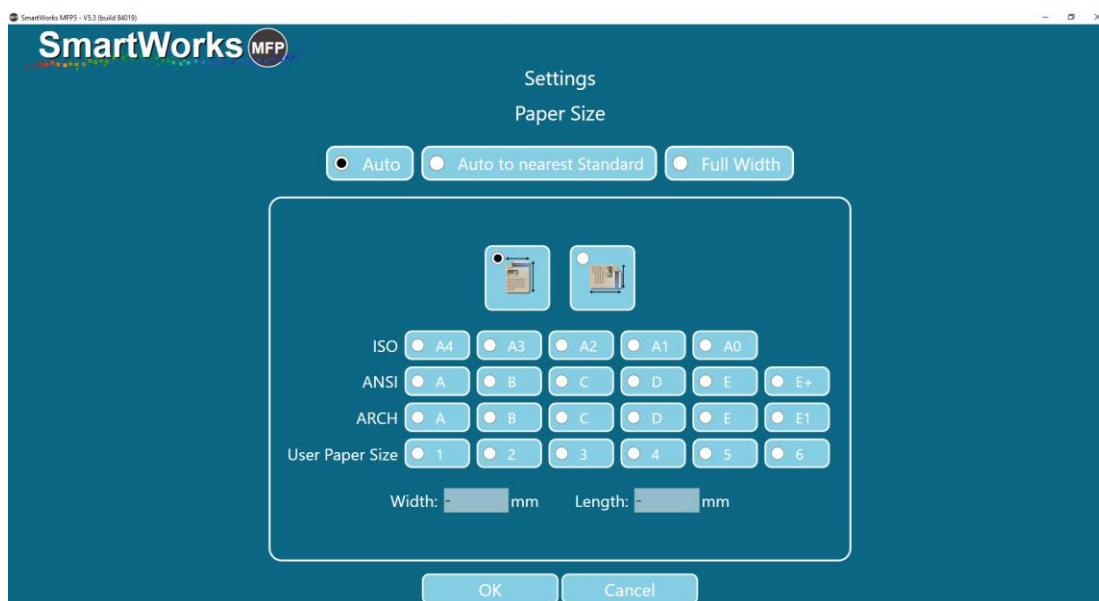 SmartWorks MFP5 - V5.3 (build 84019)
SmartWorks MFP
Settings
Paper Size
Auto Auto to nearest Standard Full Width
ISO A4 A3 A2 A1 A0
ANSI A B C D E E+
ARCH A B C D E E1
User Paper Size 1 2 3 4 5 6
Width: - mm Length: - mm
OK Cancel